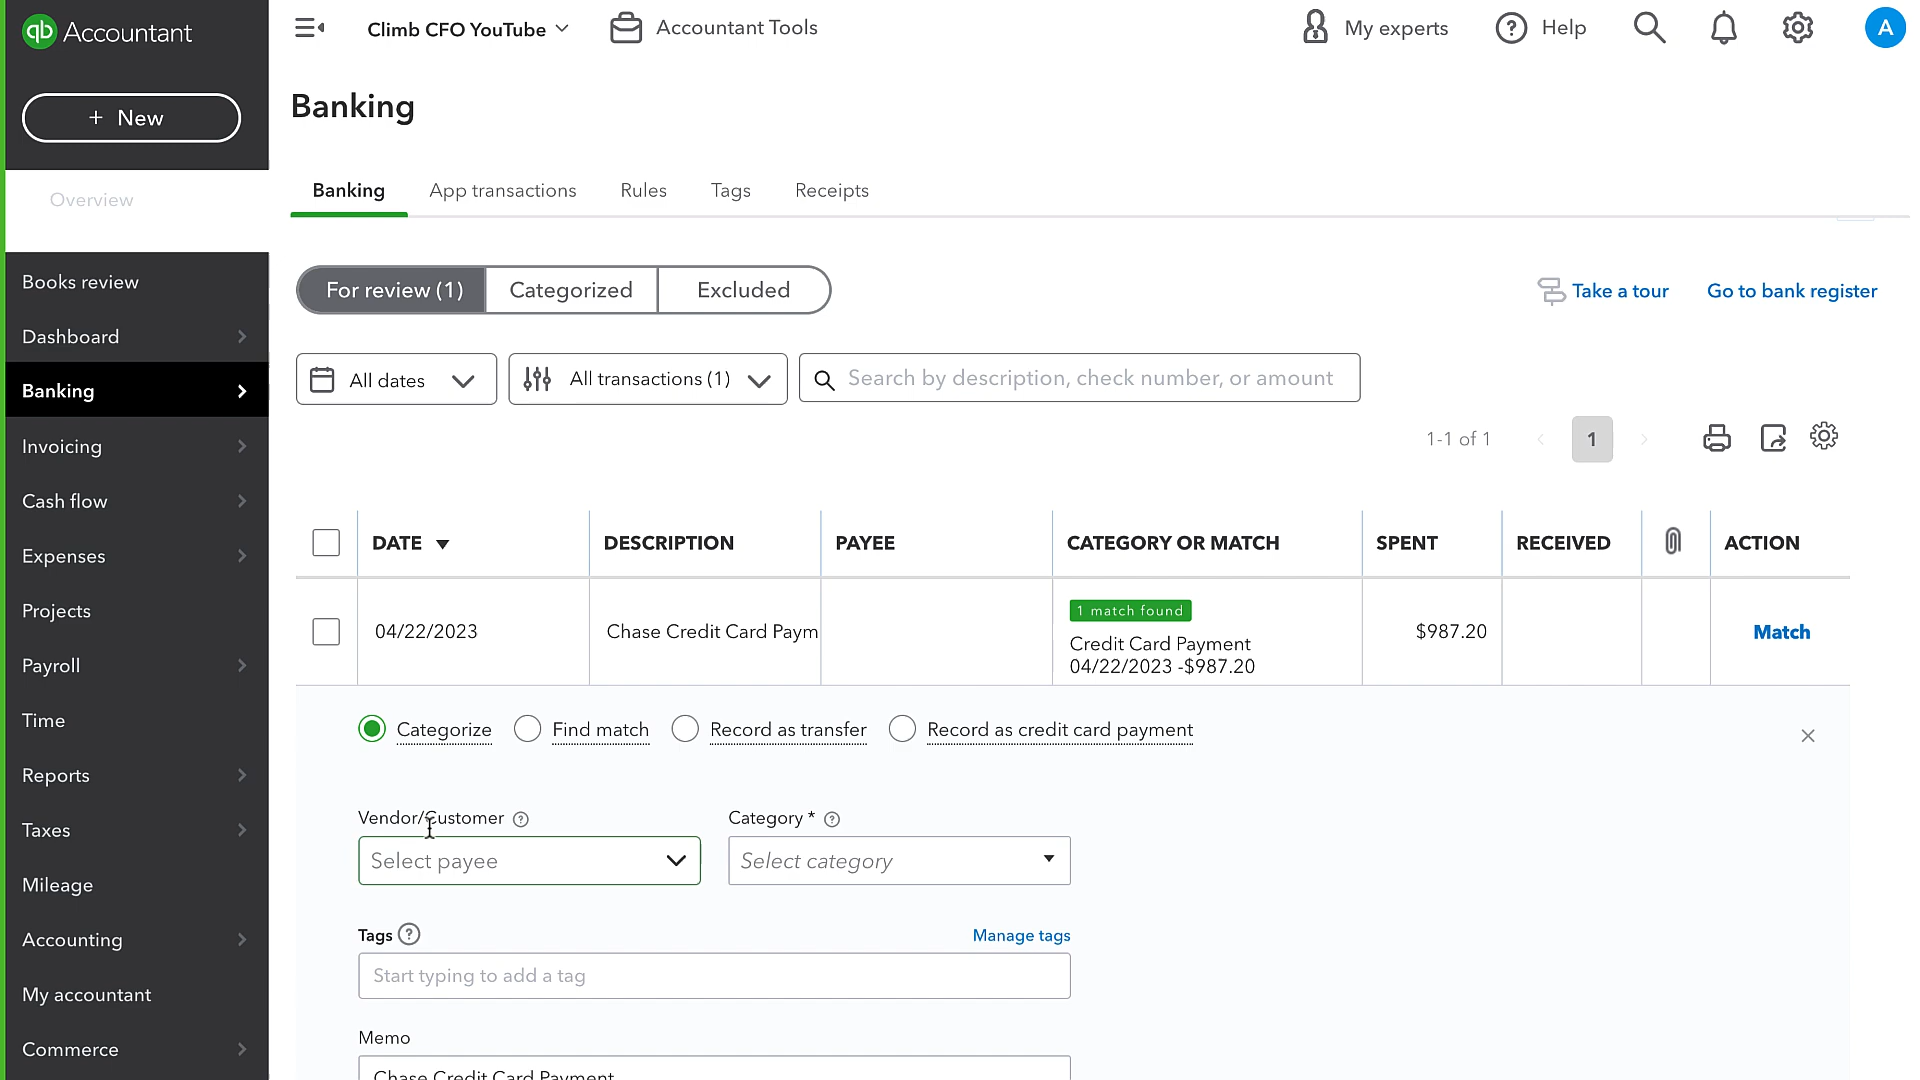 qb Accountant
Climb CFO YouTube
Accountant Tools
My experts
Help
A
+ New
Overview
Books review
Dashboard
Banking
Invoicing
Cash flow
Expenses
Projects
Payroll
Time
Reports
Taxes
Mileage
Accounting
My accountant
Commerce
Banking
Banking App transactions Rules Tags Receipts
For review (1) Categorized Excluded
Take a tour Go to bank register
All dates All transactions (1) Search by description, check number, or amount
1-1 of 1 1
DATE DESCRIPTION PAYEE CATEGORY OR MATCH SPENT RECEIVED ACTION
1 match found
04/22/2023 Chase Credit Card Paym $987.20 Match
Credit Card Payment
04/22/2023 -$987.20
Categorize Find match Record as transfer Record as credit card payment
Vendor/Customer ? Category * ?
Select payee Select category
Tags ? Manage tags
Start typing to add a tag
Memo
Chase Credit Card Payment